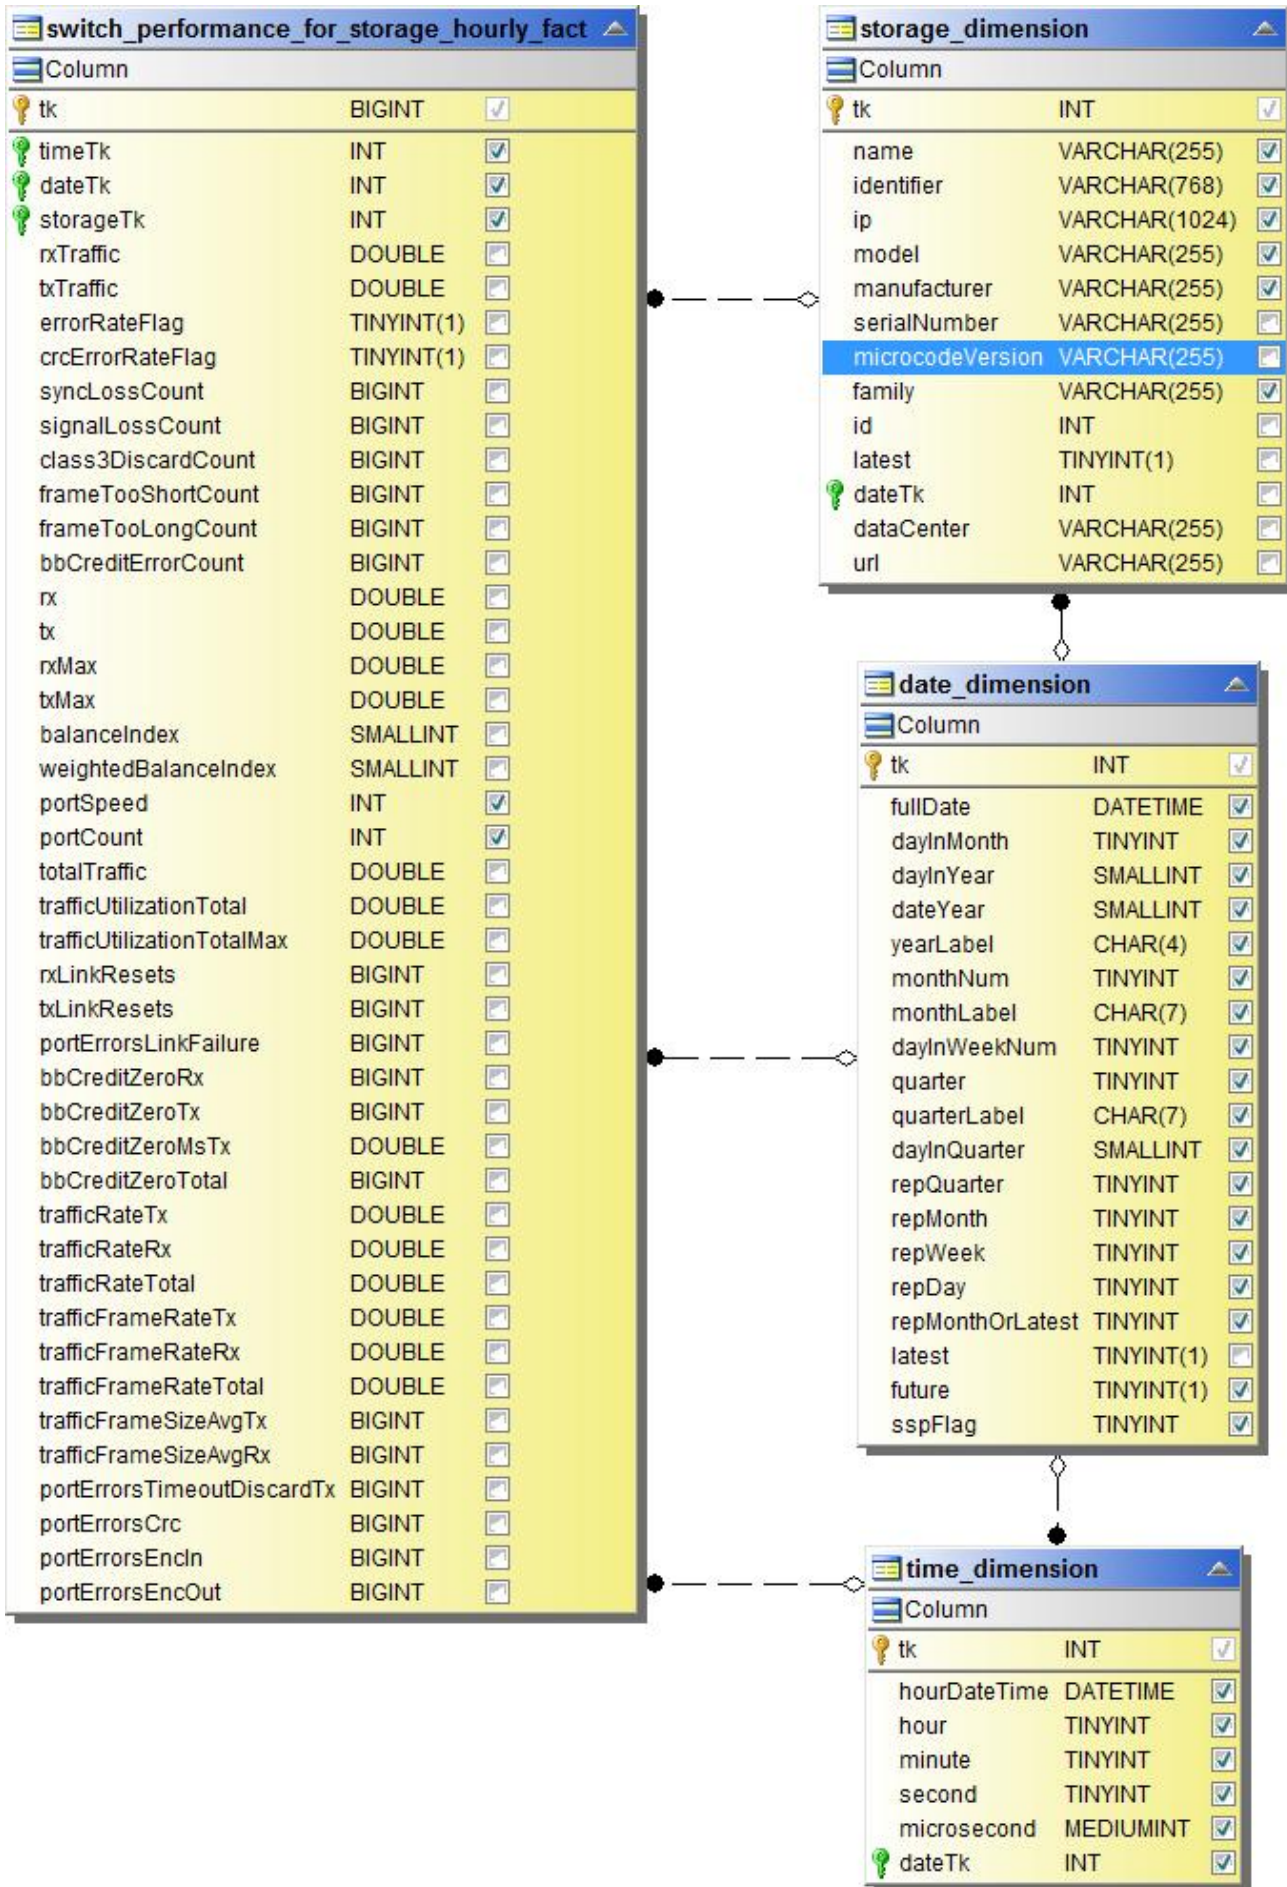 switch_performance_for_storage_hourly_fact
Column
tk BIGINT
timeTk INT
dateTk INT
storageTk INT
rxTraffic DOUBLE
txTraffic DOUBLE
errorRateFlag TINYINT(1)
crcErrorRateFlag TINYINT(1)
syncLossCount BIGINT
signalLossCount BIGINT
class3DiscardCount BIGINT
frameTooShortCount BIGINT
frameTooLongCount BIGINT
bbCreditErrorCount BIGINT
rx DOUBLE
tx DOUBLE
rxMax DOUBLE
txMax DOUBLE
balanceIndex SMALLINT
weightedBalanceIndex SMALLINT
portSpeed INT
portCount INT
totalTraffic DOUBLE
trafficUtilizationTotal DOUBLE
trafficUtilizationTotalMax DOUBLE
rxLinkResets BIGINT
txLinkResets BIGINT
portErrorsLinkFailure BIGINT
bbCreditZeroRx BIGINT
bbCreditZeroTx BIGINT
bbCreditZeroMsTx DOUBLE
bbCreditZeroTotal BIGINT
trafficRateTx DOUBLE
trafficRateRx DOUBLE
trafficRateTotal DOUBLE
trafficFrameRateTx DOUBLE
trafficFrameRateRx DOUBLE
trafficFrameRateTotal DOUBLE
trafficFrameSizeAvgTx BIGINT
trafficFrameSizeAvgRx BIGINT
portErrorsTimeoutDiscardTx BIGINT
portErrorsCrc BIGINT
portErrorsEncIn BIGINT
portErrorsEncOut BIGINT
storage_dimension
Column
tk INT
name VARCHAR(255)
identifier VARCHAR(768)
ip VARCHAR(1024)
model VARCHAR(255)
manufacturer VARCHAR(255)
serialNumber VARCHAR(255)
microcodeVersion VARCHAR(255)
family VARCHAR(255)
id INT
latest TINYINT(1)
dateTk INT
dataCenter VARCHAR(255)
url VARCHAR(255)
date_dimension
Column
tk INT
fullDate DATETIME
dayInMonth TINYINT
dayInYear SMALLINT
dateYear SMALLINT
yearLabel CHAR(4)
monthNum TINYINT
monthLabel CHAR(7)
dayInWeekNum TINYINT
quarter TINYINT
quarterLabel CHAR(7)
dayInQuarter SMALLINT
repQuarter TINYINT
repMonth TINYINT
repWeek TINYINT
repDay TINYINT
repMonthOrLatest TINYINT
latest TINYINT(1)
future TINYINT(1)
sspFlag TINYINT
time_dimension
Column
tk INT
hourDateTime DATETIME
hour TINYINT
minute TINYINT
second TINYINT
microsecond MEDIUMINT
dateTk INT